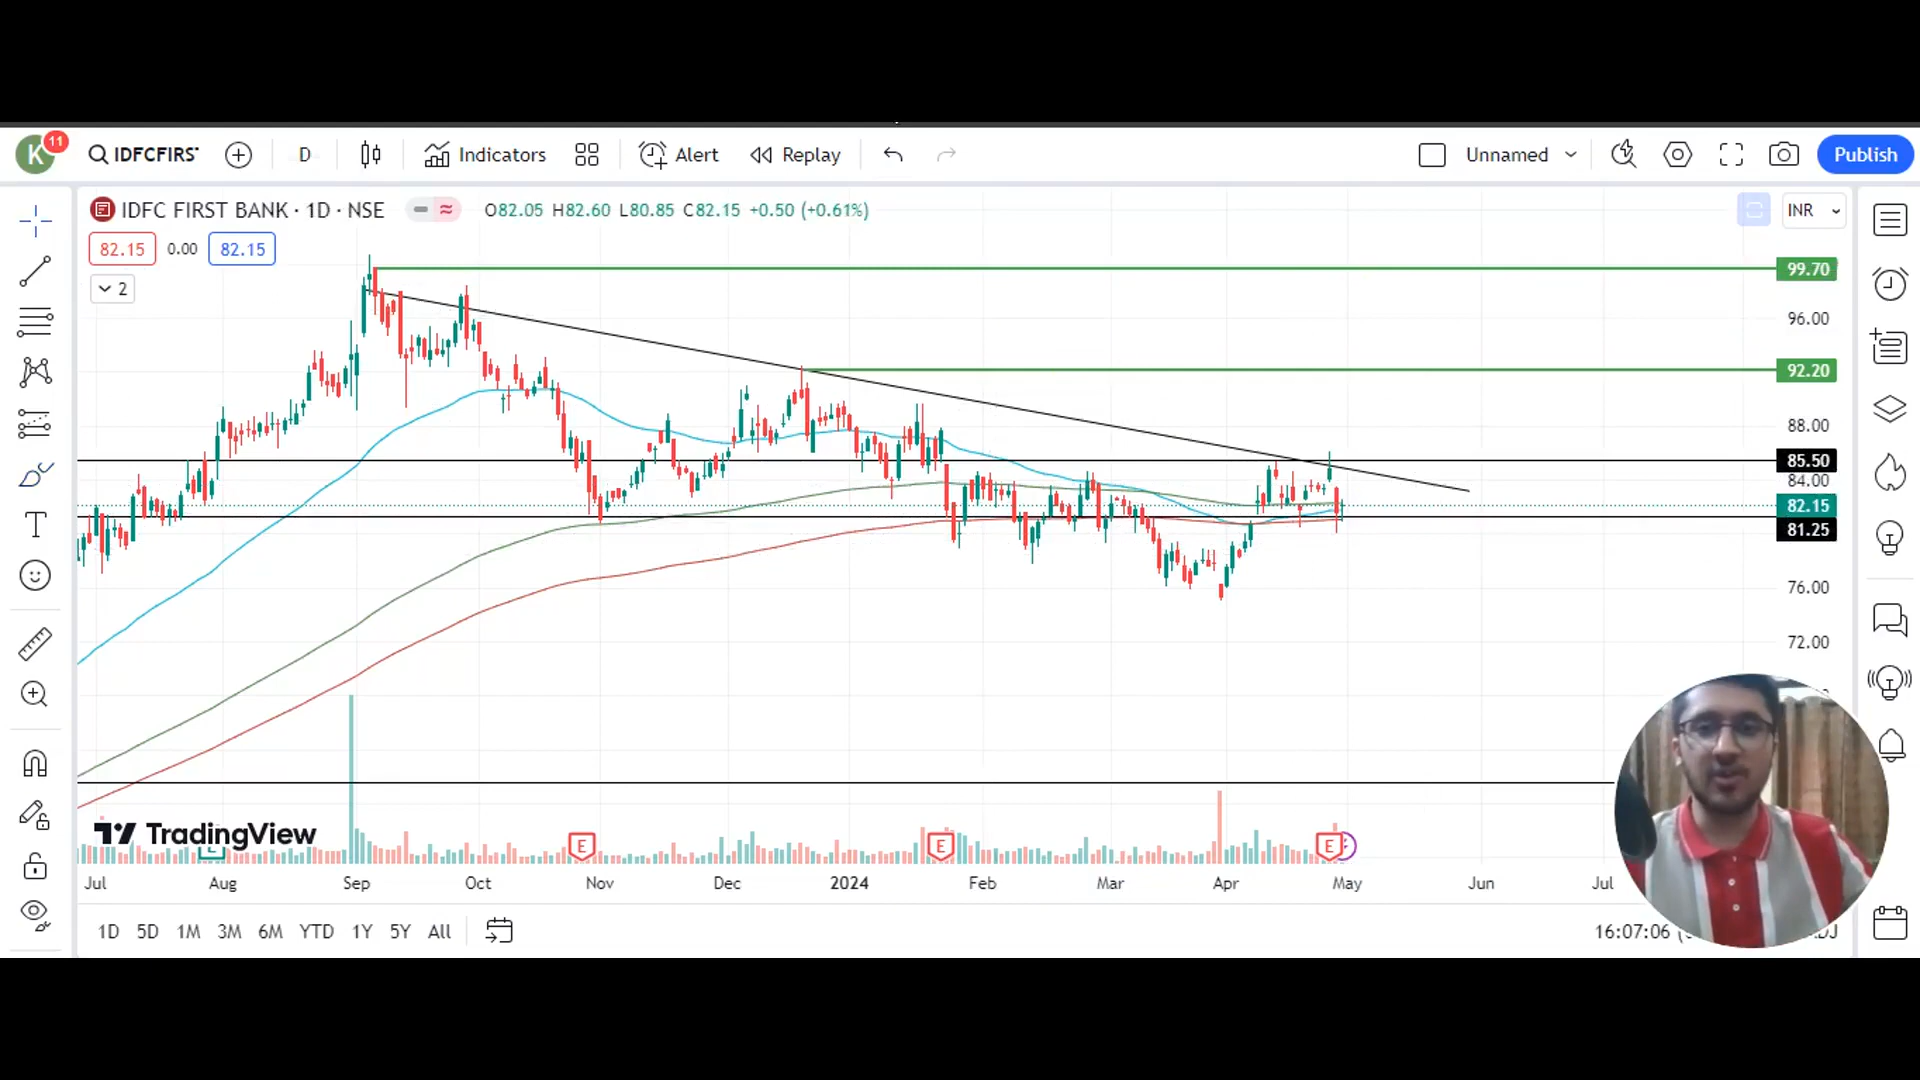 K 11 IDFCFIRS D Indicators Alert Replay Unnamed Publish
IDFC FIRST BANK · 1D · NSE O82.05 H82.60 L80.85 C82.15 +0.50 (+0.61%) INR
82.15 0.00 82.15
2
99.70
96.00
92.20
88.00
85.50
84.00
82.15
81.25
76.00
72.00
TradingView
E E E E
Jul Aug Sep Oct Nov Dec 2024 Feb Mar Apr May Jun Jul
1D 5D 1M 3M 6M YTD 1Y 5Y All 16:07:06